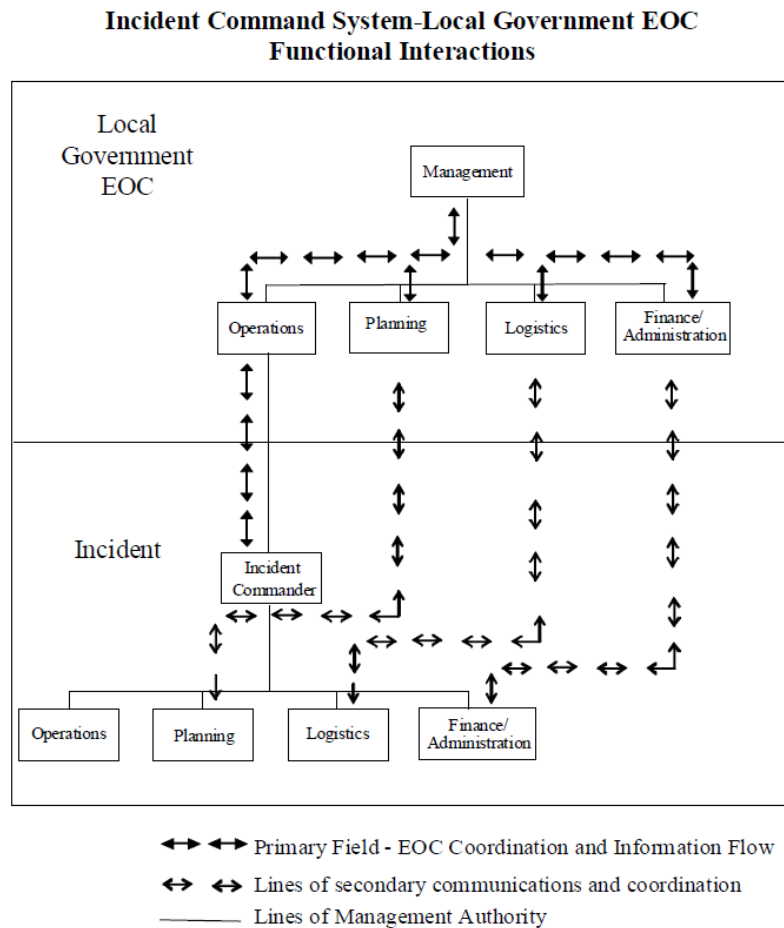 Incident Command System-Local Government EOC
Functional Interactions
Local
Government
EOC
Management
Operations
Planning
Logistics
Finance/
Administration
Incident
Incident
Commander
Operations
Planning
Logistics
Finance/
Administration
Primary Field - EOC Coordination and Information Flow
Lines of secondary communications and coordination
Lines of Management Authority